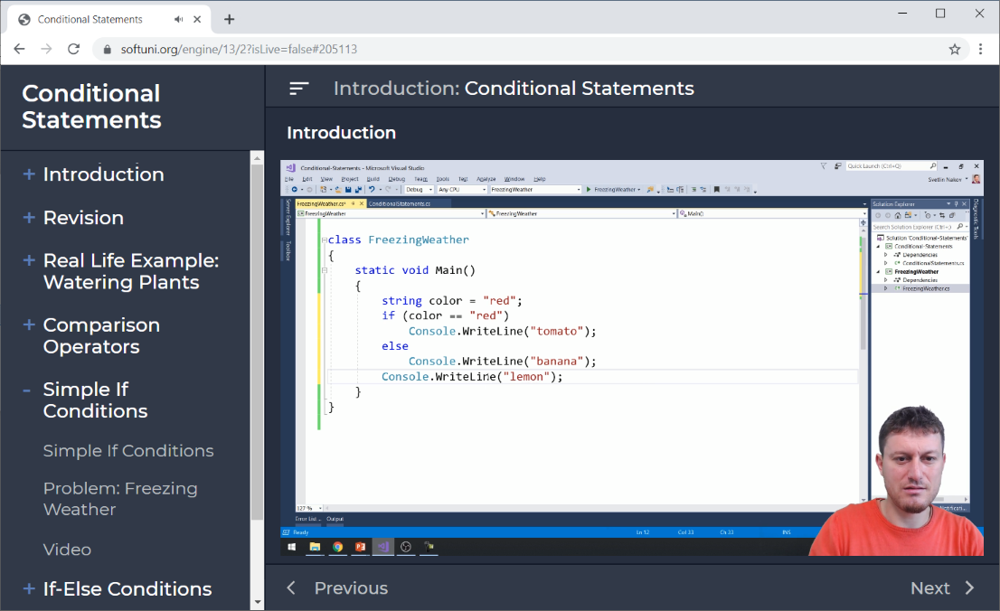 Conditional Statements
softuni.org/engine/13/2?isLive=false#205113
Conditional
Statements
+ Introduction
+ Revision
+ Real Life Example:
Watering Plants
+ Comparison
Operators
- Simple If
Conditions
Simple If Conditions
Problem: Freezing
Weather
Video
+ If-Else Conditions
Introduction: Conditional Statements
Introduction
Conditional-Statements - Microsoft Visual Studio
Quick Launch (Ctrl+Q)
File Edit View Project Build Debug Team Tools Test Analyze Window Help
Svetlin Nakov
Debug Any CPU FreezingWeather FreezingWeather
Server Explorer
Toolbox
FreezingWeather.cs* ConditionalStatements.cs
FreezingWeather FreezingWeather Main()
class FreezingWeather
{
static void Main()
{
string color = "red";
if (color == "red")
Console.WriteLine("tomato");
else
Console.WriteLine("banana");
Console.WriteLine("lemon");
}
}
127 %
Error List ... Output
Ready Ln 12 Col 33 Ch 33 INS
Solution Explorer
Search Solution Explorer (Ctrl+;)
Solution 'Conditional-Statements'
Conditional-Statements
Dependencies
ConditionalStatements.cs
FreezingWeather
Dependencies
FreezingWeather.cs
Diagnostic Tools
Previous
Next